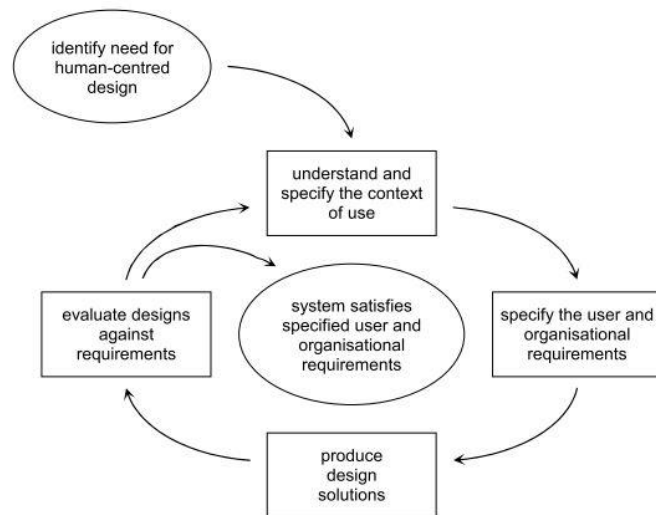 identify need for
human-centred
design
understand and
specify the context
of use
evaluate designs
against
requirements
system satisfies
specified user and
organisational
requirements
specify the user and
organisational
requirements
produce
design
solutions